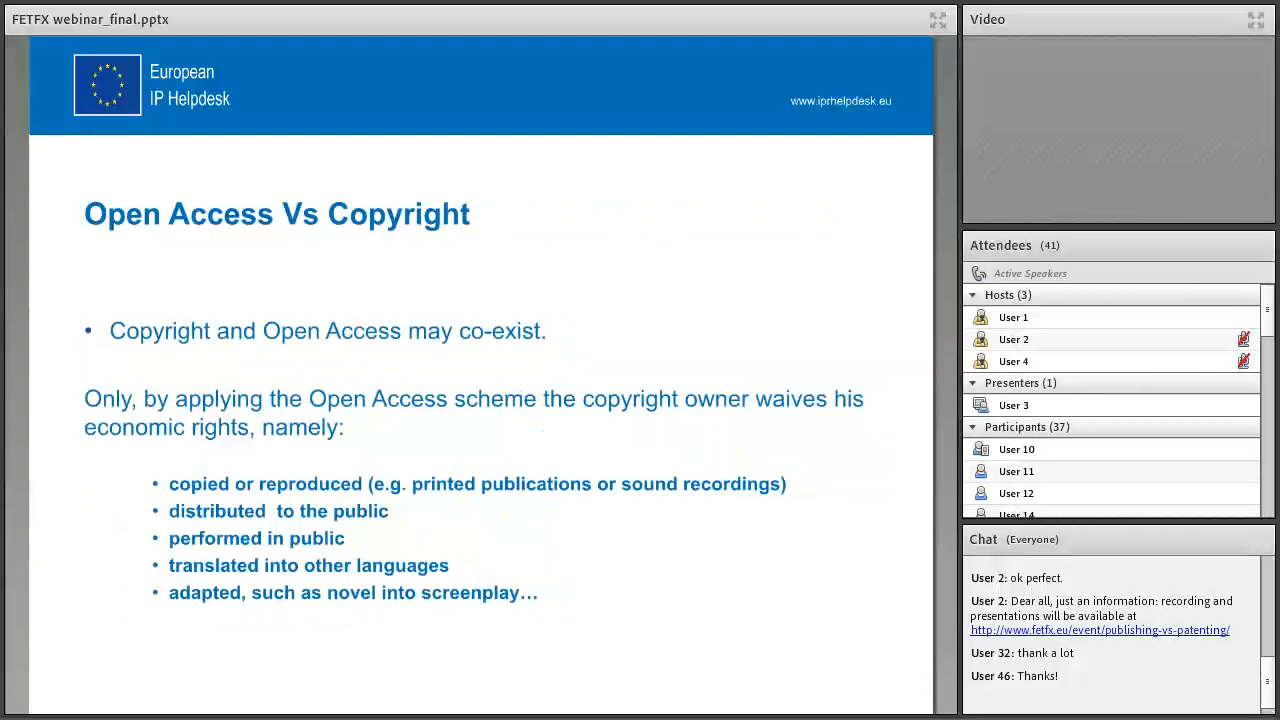 FETFX webinar_final.pptx
European
IP Helpdesk
www.iprhelpdesk.eu
Open Access Vs Copyright
• Copyright and Open Access may co-exist.
Only, by applying the Open Access scheme the copyright owner waives his
economic rights, namely:
• copied or reproduced (e.g. printed publications or sound recordings)
• distributed to the public
• performed in public
• translated into other languages
• adapted, such as novel into screenplay…
Video
Attendees (41)
Active Speakers
Hosts (3)
User 1
User 2
User 4
Presenters (1)
User 3
Participants (37)
User 10
User 11
User 12
User 14
Chat (Everyone)
User 2: ok perfect.
User 2: Dear all, just an information: recording and
presentations will be available at
http://www.fetfx.eu/event/publishing-vs-patenting/
User 32: thank a lot
User 46: Thanks!